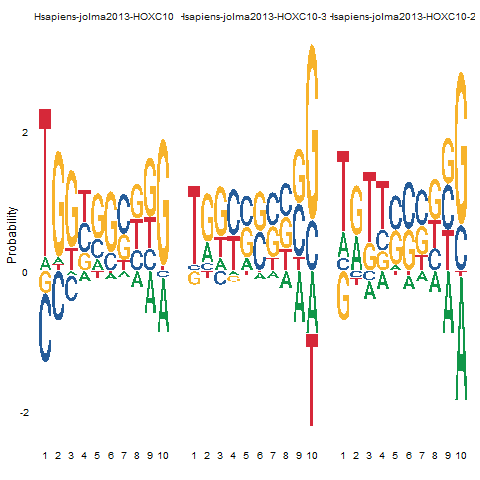 Hsapiens-jolma2013-HOXC10
Hsapiens-jolma2013-HOXC10-3
Hsapiens-jolma2013-HOXC10-2
Probability
2
0
-2
1 2 3 4 5 6 7 8 9 10
1 2 3 4 5 6 7 8 9 10
1 2 3 4 5 6 7 8 9 10